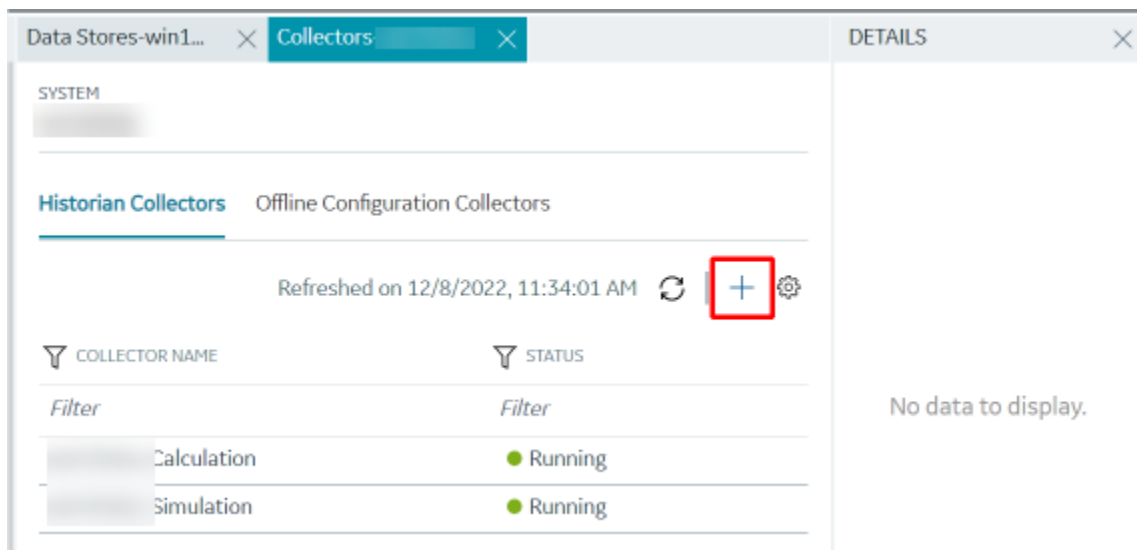 Data Stores-win1...
Collectors
DETAILS
SYSTEM
Historian Collectors Offline Configuration Collectors
Refreshed on 12/8/2022, 11:34:01 AM
COLLECTOR NAME STATUS
Filter Filter
No data to display.
Calculation Running
Simulation Running